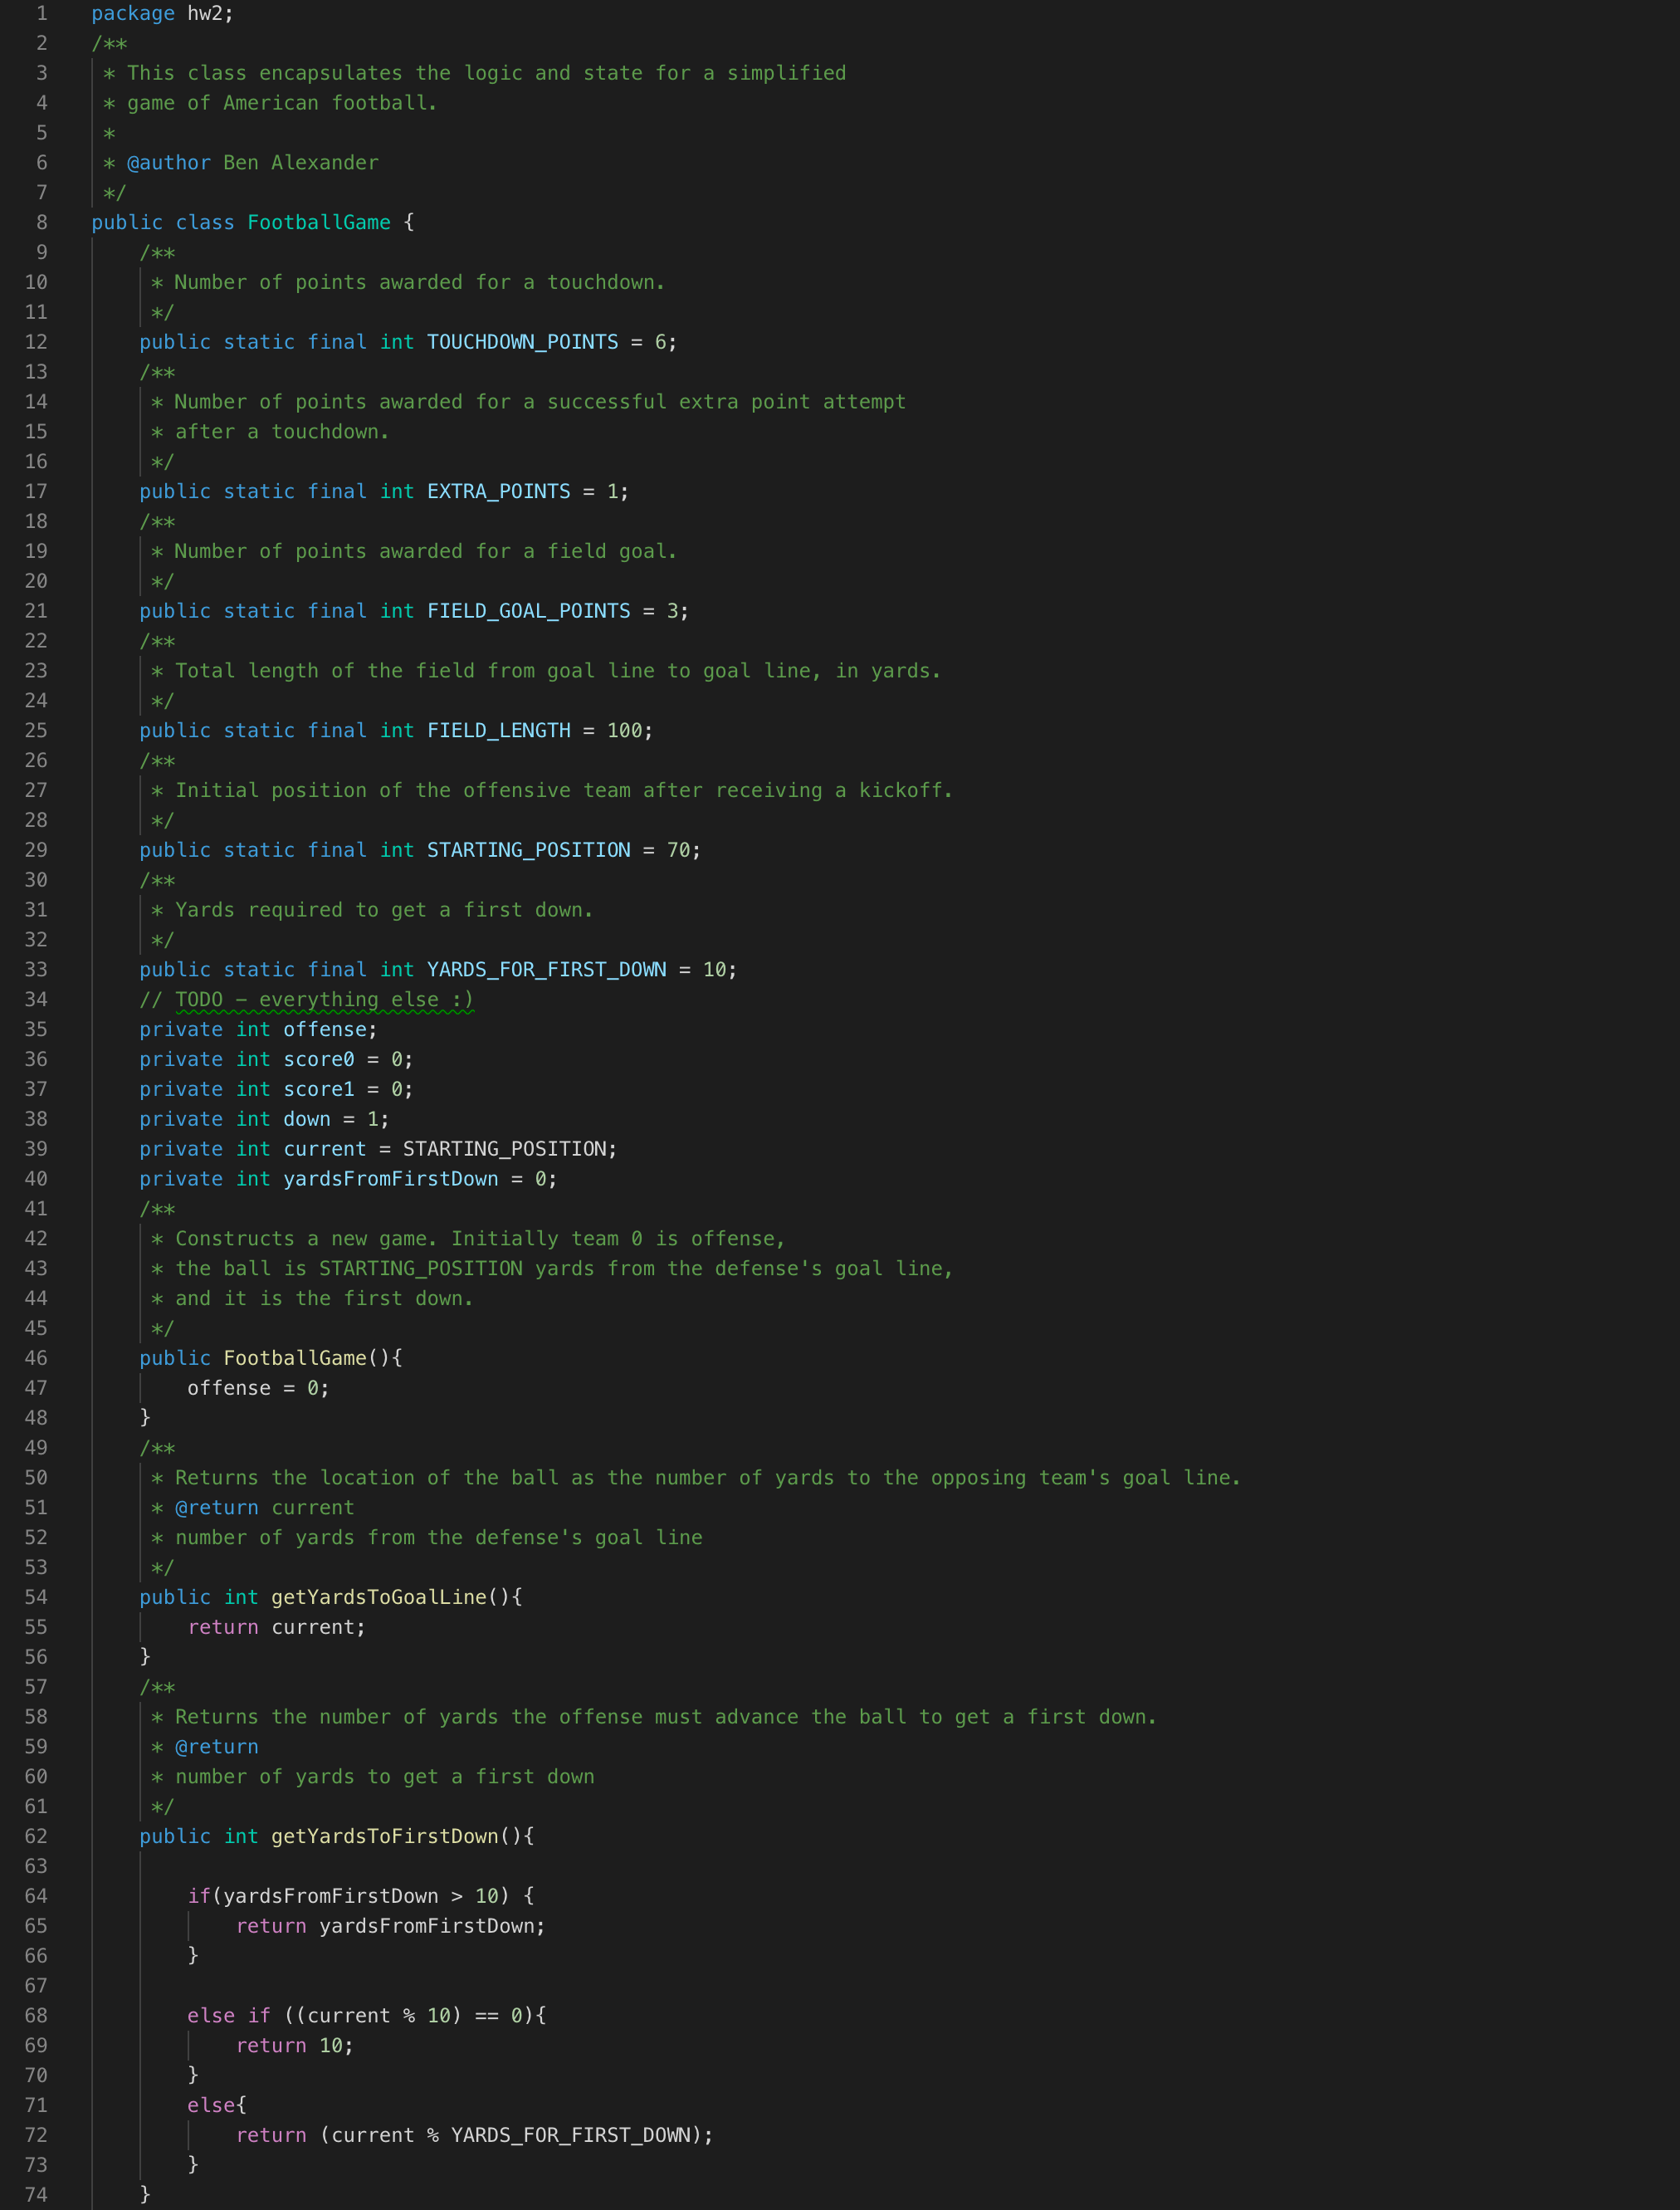 1 package hw2;
2 /**
3 * This class encapsulates the logic and state for a simplified
4 * game of American football.
5 *
6 * @author Ben Alexander
7 */
8 public class FootballGame {
9 /**
10 * Number of points awarded for a touchdown.
11 */
12 public static final int TOUCHDOWN_POINTS = 6;
13 /**
14 * Number of points awarded for a successful extra point attempt
15 * after a touchdown.
16 */
17 public static final int EXTRA_POINTS = 1;
18 /**
19 * Number of points awarded for a field goal.
20 */
21 public static final int FIELD_GOAL_POINTS = 3;
22 /**
23 * Total length of the field from goal line to goal line, in yards.
24 */
25 public static final int FIELD_LENGTH = 100;
26 /**
27 * Initial position of the offensive team after receiving a kickoff.
28 */
29 public static final int STARTING_POSITION = 70;
30 /**
31 * Yards required to get a first down.
32 */
33 public static final int YARDS_FOR_FIRST_DOWN = 10;
34 // TODO - everything else :)
35 private int offense;
36 private int score0 = 0;
37 private int score1 = 0;
38 private int down = 1;
39 private int current = STARTING_POSITION;
40 private int yardsFromFirstDown = 0;
41 /**
42 * Constructs a new game. Initially team 0 is offense,
43 * the ball is STARTING_POSITION yards from the defense's goal line,
44 * and it is the first down.
45 */
46 public FootballGame(){
47 offense = 0;
48 }
49 /**
50 * Returns the location of the ball as the number of yards to the opposing team's goal line.
51 * @return current
52 * number of yards from the defense's goal line
53 */
54 public int getYardsToGoalLine(){
55 return current;
56 }
57 /**
58 * Returns the number of yards the offense must advance the ball to get a first down.
59 * @return
60 * number of yards to get a first down
61 */
62 public int getYardsToFirstDown(){
63
64 if(yardsFromFirstDown > 10) {
65 return yardsFromFirstDown;
66 }
67
68 else if ((current % 10) == 0){
69 return 10;
70 }
71 else{
72 return (current % YARDS_FOR_FIRST_DOWN);
73 }
74 }